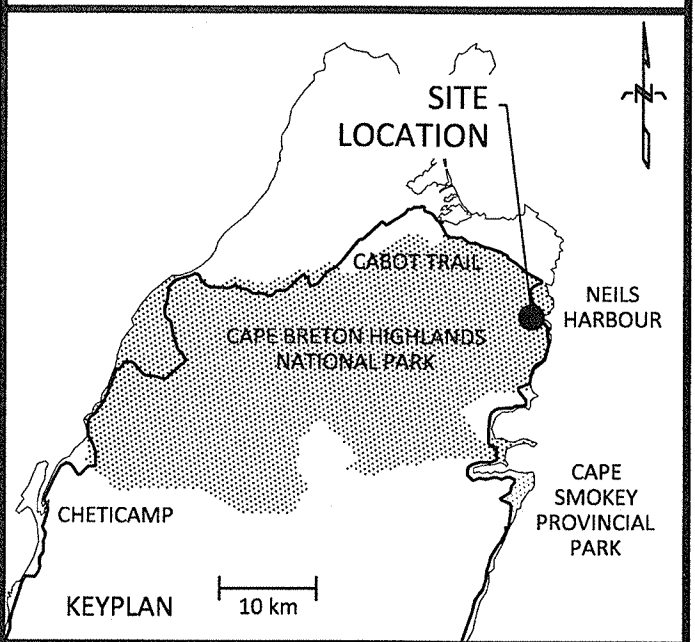 N
SITE
LOCATION
CABOT TRAIL
NEILS
HARBOUR
CAPE BRETON HIGHLANDS
NATIONAL PARK
CAPE
SMOKEY
PROVINCIAL
PARK
CHETICAMP
KEYPLAN
10 km